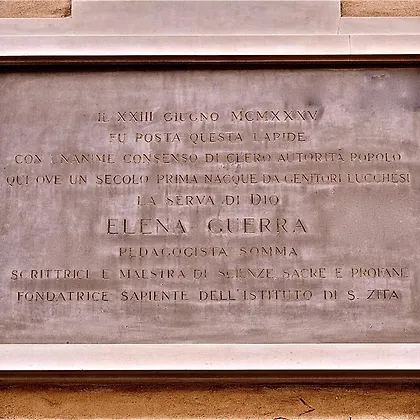 IL XXIII GIUGNO MCMXXXV
FU POSTA QUESTA LAPIDE
CON UNANIME CONSENSO DI CLERO AUTORITÀ POPOLO
QUI OVE UN SECOLO PRIMA NACQUE DA GENITORI LUCCHESI
LA SERVA DI DIO
ELENA GUERRA
PEDAGOGISTA SOMMA
SCRITTRICE E MAESTRA DI SCIENZE SACRE E PROFANE
FONDATRICE SAPIENTE DELL'ISTITUTO DI S. ZITA